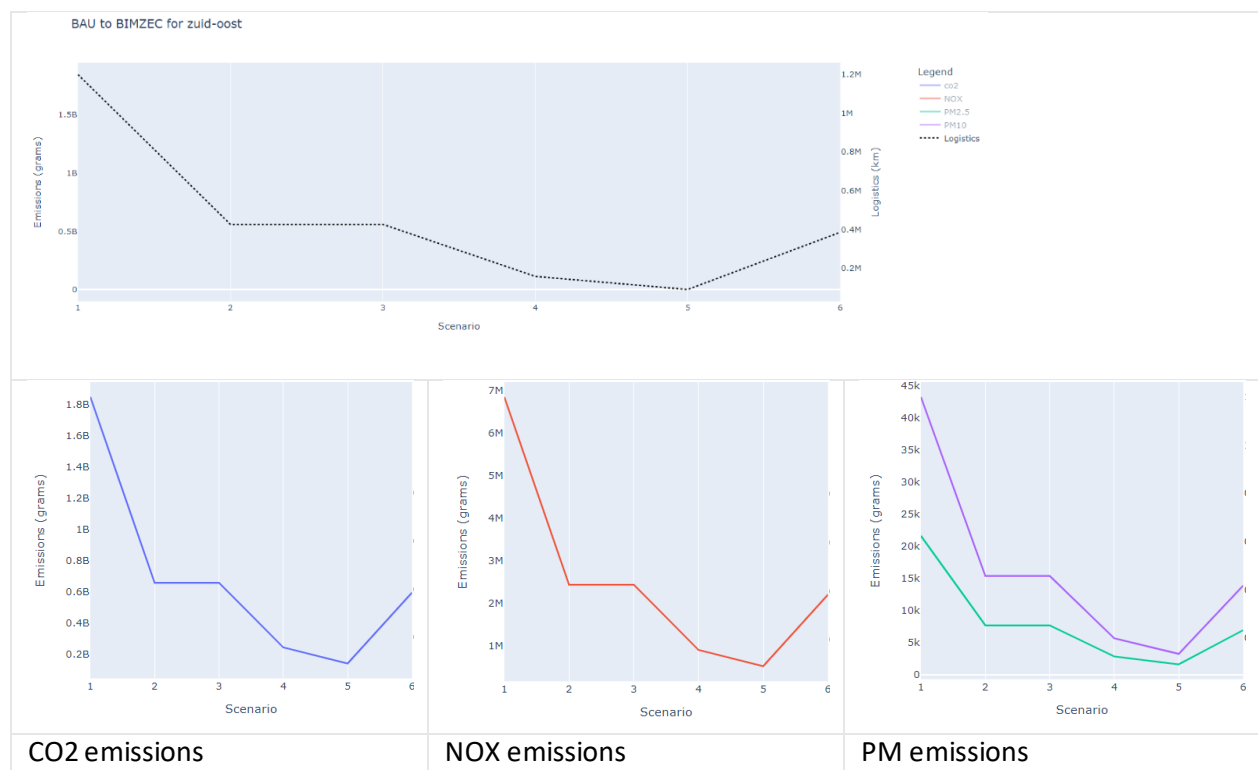 BAU to BIMZEC for zuid-oost
Emissions (grams)
1.5B
1B
0.5B
0
1.2M
1M
0.8M
0.6M
0.4M
0.2M
Logistics (km)
1 2 3 4 5 6
Scenario
Legend
co2
NOX
PM2.5
PM10
Logistics
Emissions (grams)
1.8B
1.6B
1.4B
1.2B
1B
0.8B
0.6B
0.4B
0.2B
1 2 3 4 5 6
Scenario
CO2 emissions
Emissions (grams)
7M
6M
5M
4M
3M
2M
1M
1 2 3 4 5 6
Scenario
NOX emissions
Emissions (grams)
45k
40k
35k
30k
25k
20k
15k
10k
5k
0
1 2 3 4 5 6
Scenario
PM emissions